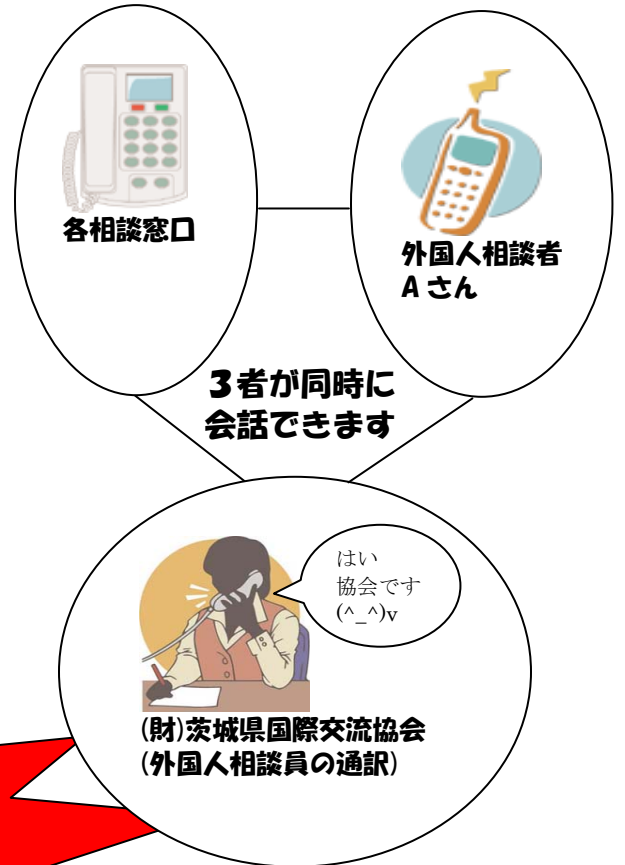 各相談窓口
外国人相談者
Aさん
3者が同時に
会話できます
はい
協会です
(^_^)v
(財)茨城県国際交流協会
(外国人相談員の通訳)